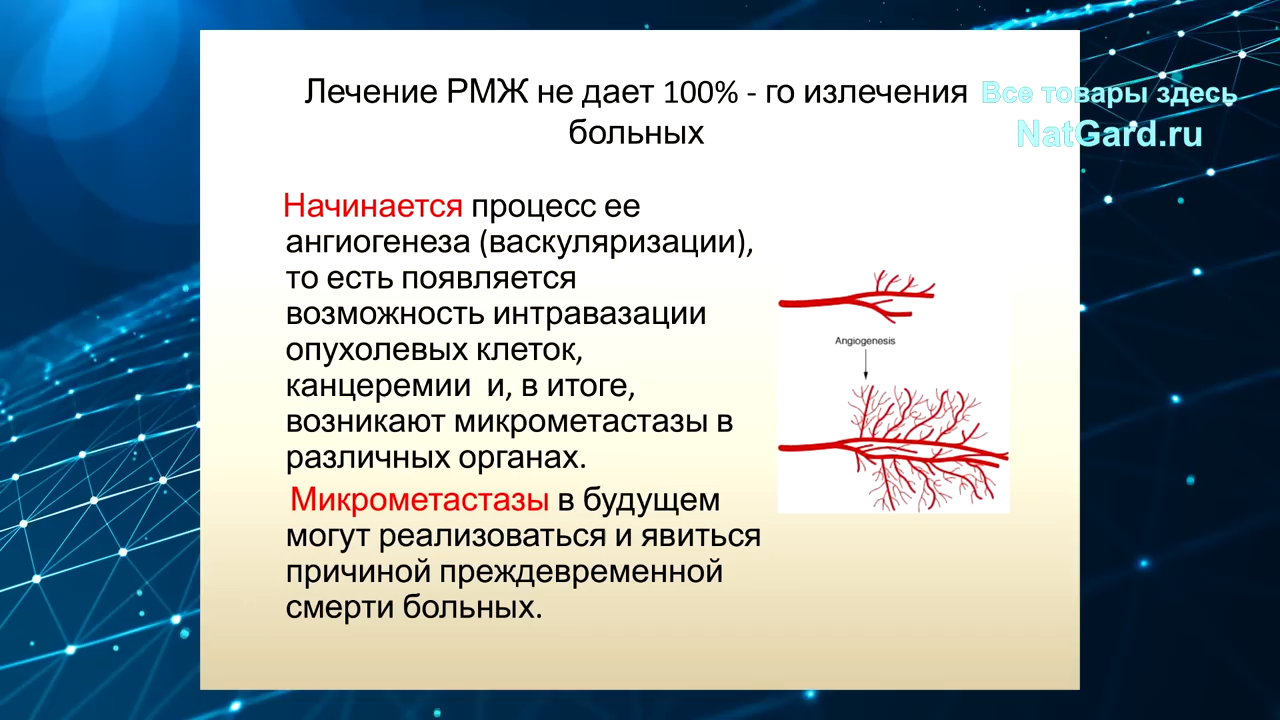 Лечение РМЖ не дает 100% - го излечения
больных
Все товары здесь
NatGard.ru
Начинается процесс ее
ангиогенеза (васкуляризации),
то есть появляется
возможность интравазации
опухолевых клеток,
канцеремии  и, в итоге,
возникают микрометастазы в
различных органах.
Микрометастазы в будущем
могут реализоваться и явиться
причиной преждевременной
смерти больных.
Angiogenesis